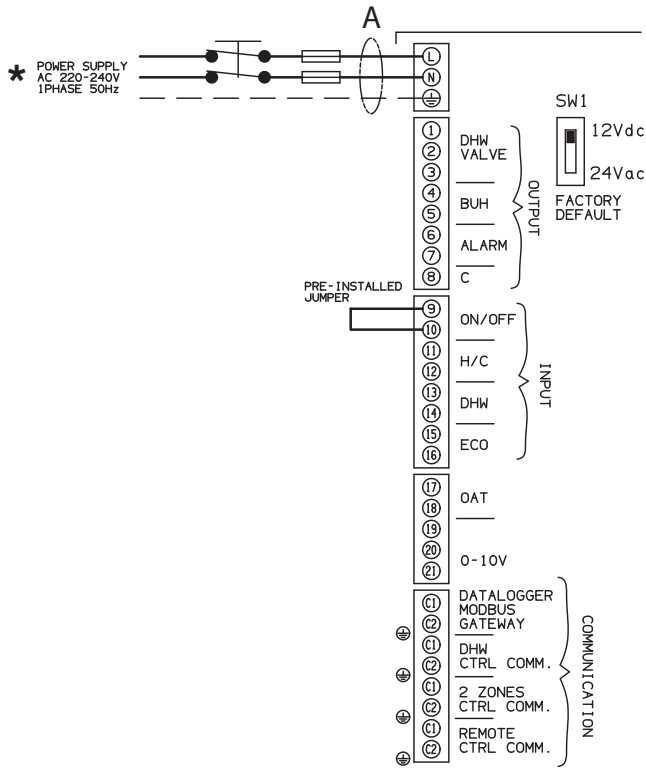 A
* POWER SUPPLY
AC 220-240V
1PHASE 50Hz
L
N
SW1
12Vdc
24Vac
FACTORY
DEFAULT
1
2
3
DHW
VALVE
4
5
BUH
6
7
ALARM
8
C
OUTPUT
PRE-INSTALLED
JUMPER
9
10
ON/OFF
11
12
H/C
13
14
DHW
15
16
ECO
INPUT
17
18
OAT
19
20
21
0-10V
C1
C2
DATALOGGER
MODBUS
GATEWAY
C1
C2
DHW
CTRL COMM.
C1
C2
2 ZONES
CTRL COMM.
C1
C2
REMOTE
CTRL COMM.
COMMUNICATION